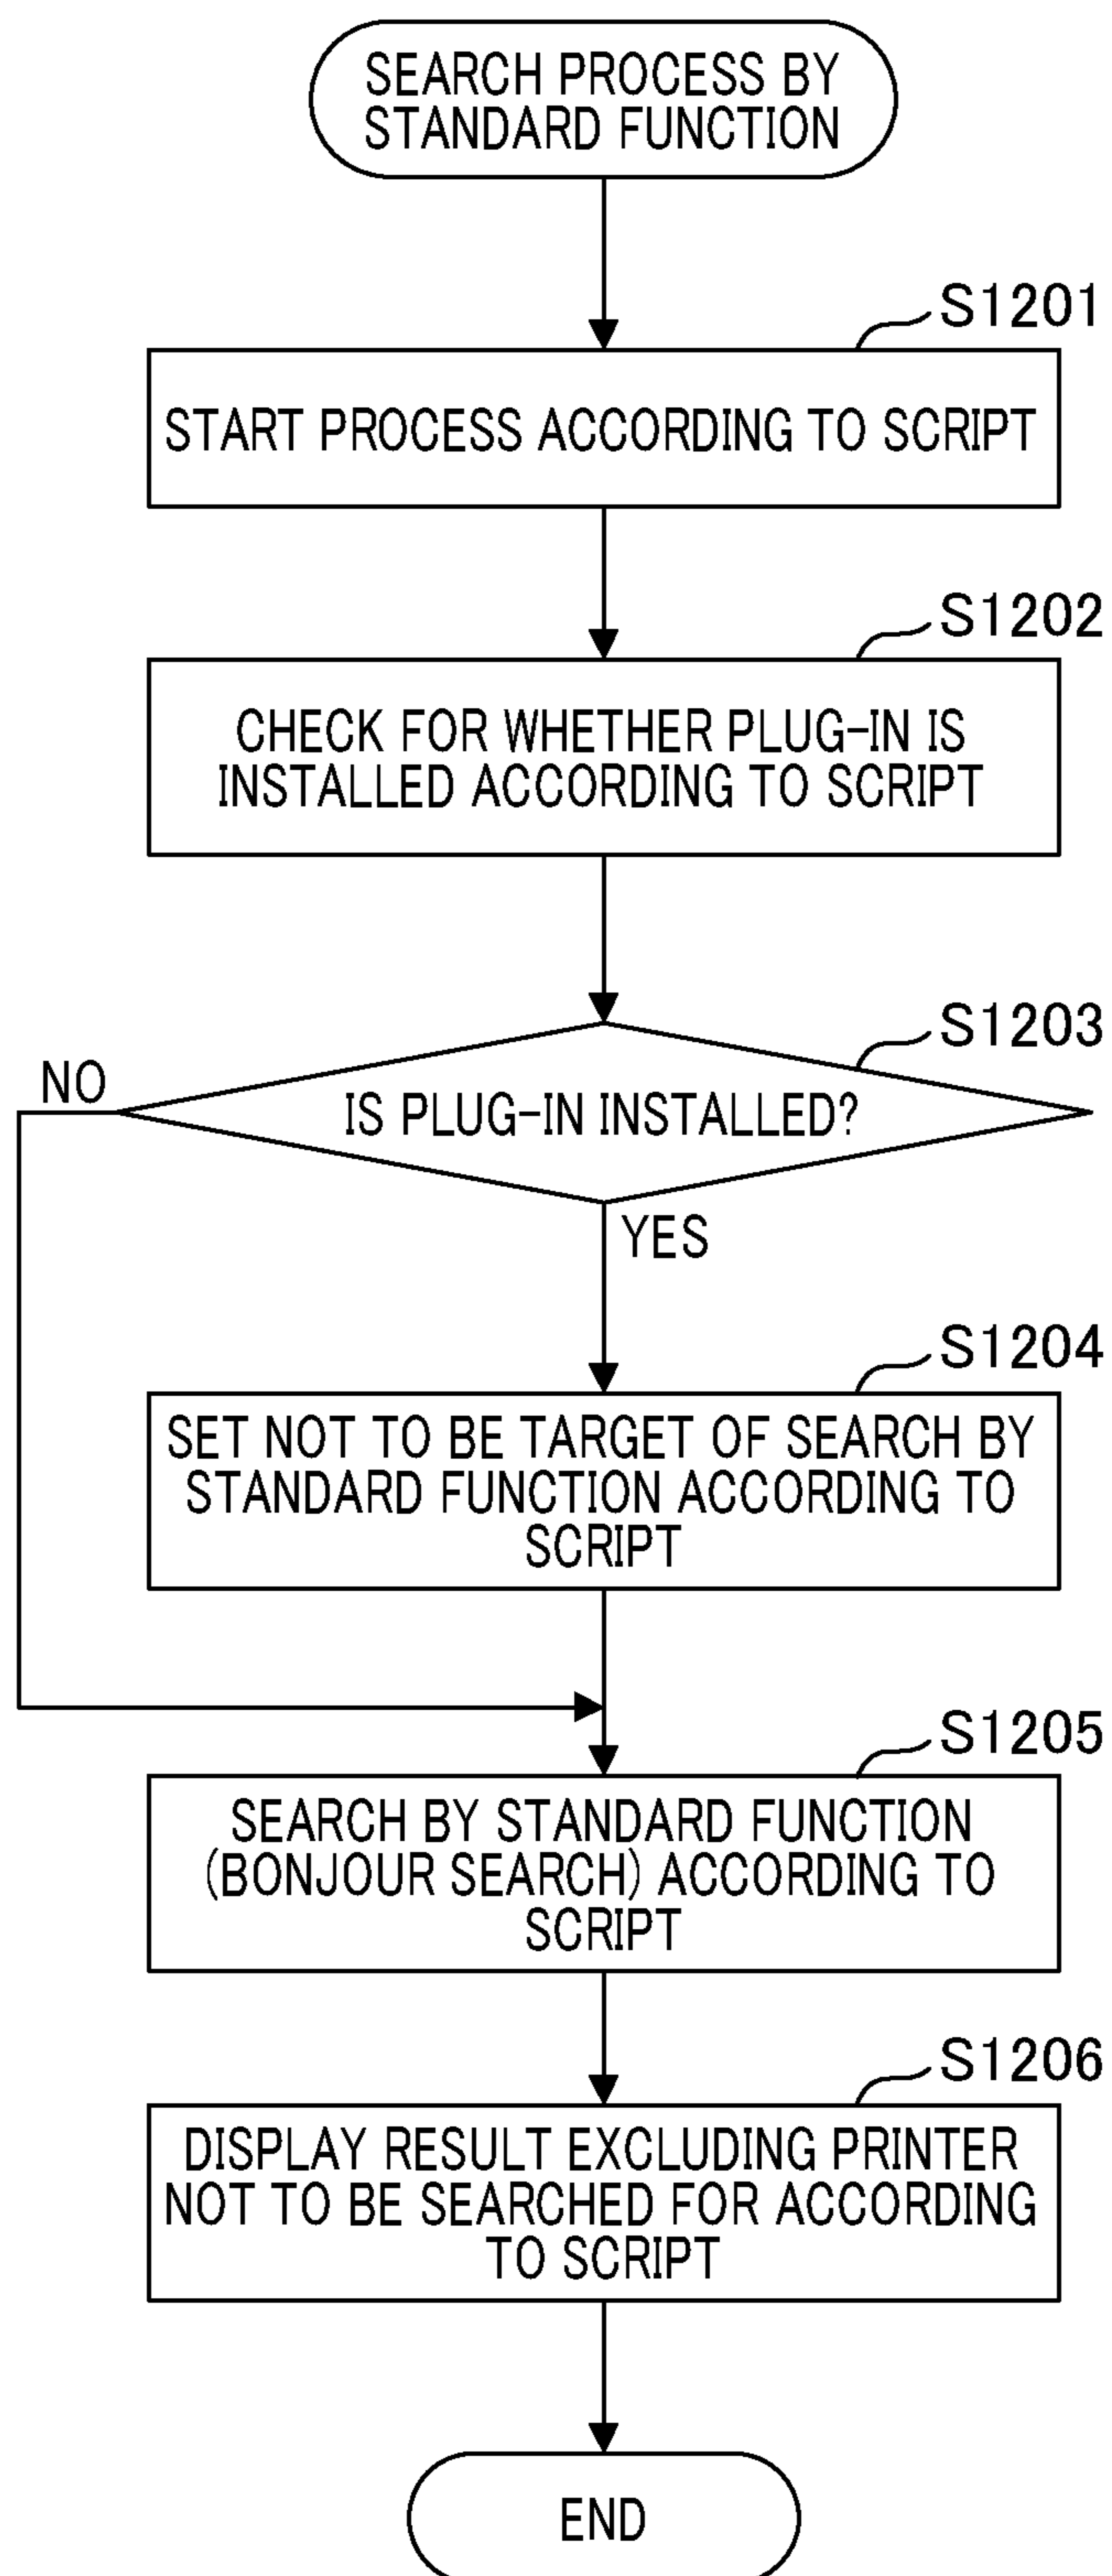 SEARCH PROCESS BY
STANDARD FUNCTION
S1201
START PROCESS ACCORDING TO SCRIPT
S1202
CHECK FOR WHETHER PLUG-IN IS
INSTALLED ACCORDING TO SCRIPT
S1203
NO
IS PLUG-IN INSTALLED?
YES
S1204
SET NOT TO BE TARGET OF SEARCH BY
STANDARD FUNCTION ACCORDING TO
SCRIPT
S1205
SEARCH BY STANDARD FUNCTION
(BONJOUR SEARCH) ACCORDING TO
SCRIPT
S1206
DISPLAY RESULT EXCLUDING PRINTER
NOT TO BE SEARCHED FOR ACCORDING
TO SCRIPT
END